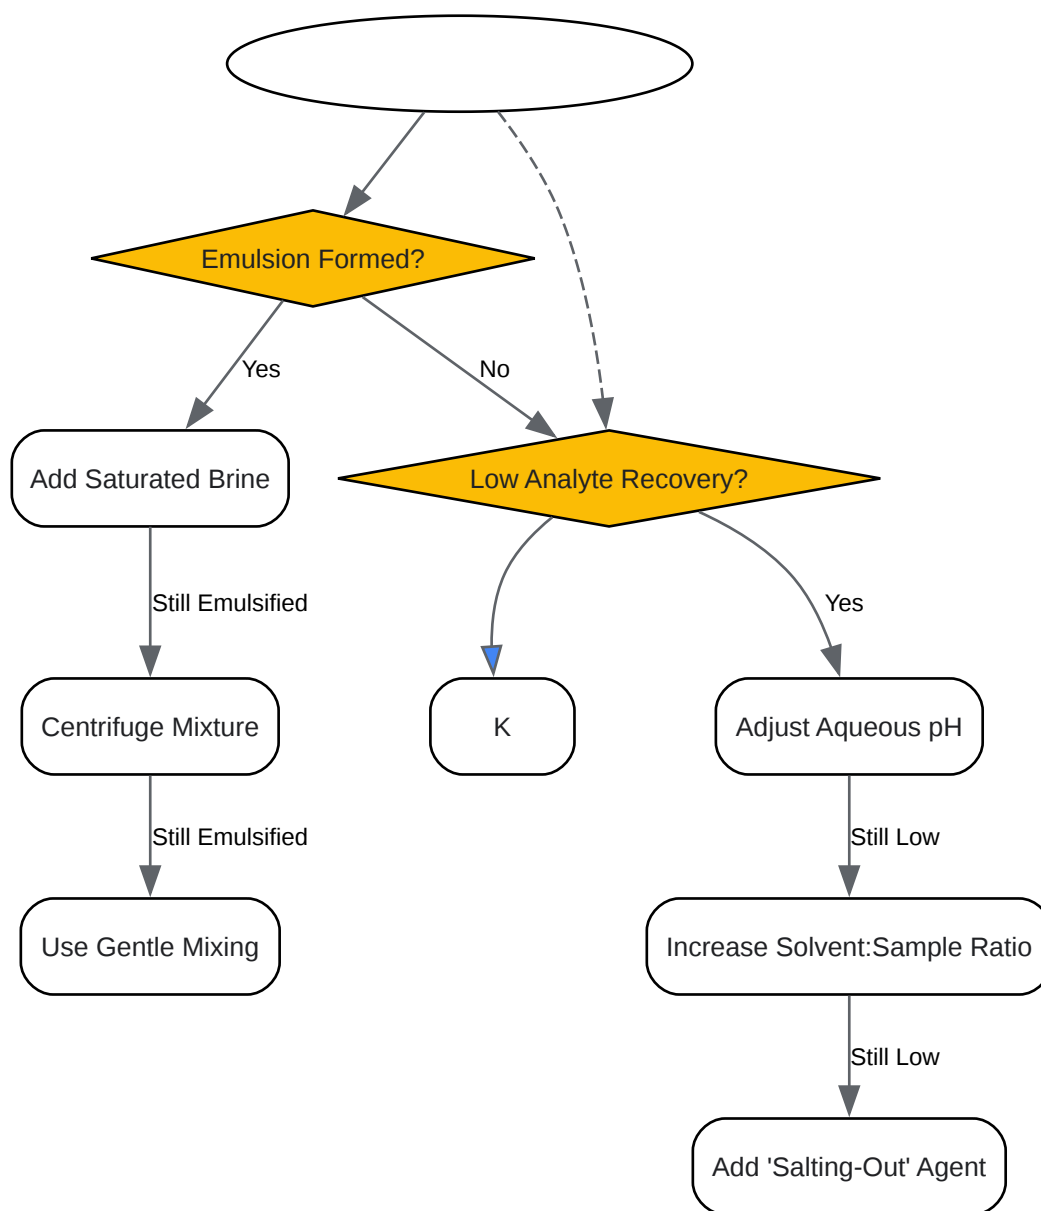 Emulsion Formed?
Yes
No
Add Saturated Brine
Low Analyte Recovery?
Still Emulsified
Yes
Centrifuge Mixture
K
Adjust Aqueous pH
Still Emulsified
Still Low
Use Gentle Mixing
Increase Solvent:Sample Ratio
Still Low
Add 'Salting-Out' Agent